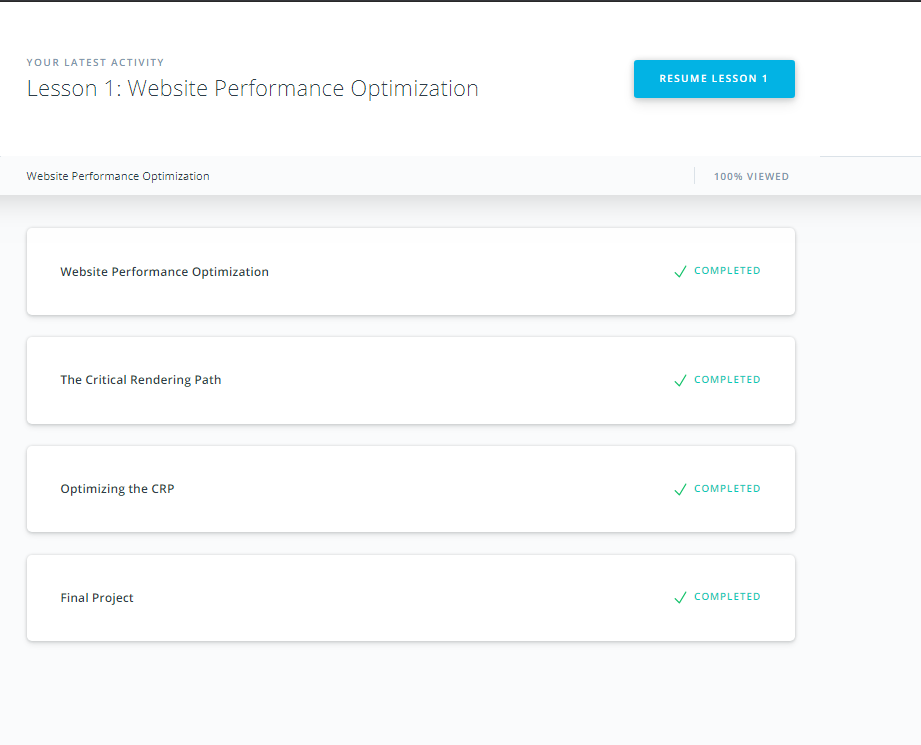 YOUR LATEST ACTIVITY
Lesson 1: Website Performance Optimization
RESUME LESSON 1
Website Performance Optimization
100% VIEWED
Website Performance Optimization
COMPLETED
The Critical Rendering Path
COMPLETED
Optimizing the CRP
COMPLETED
Final Project
COMPLETED